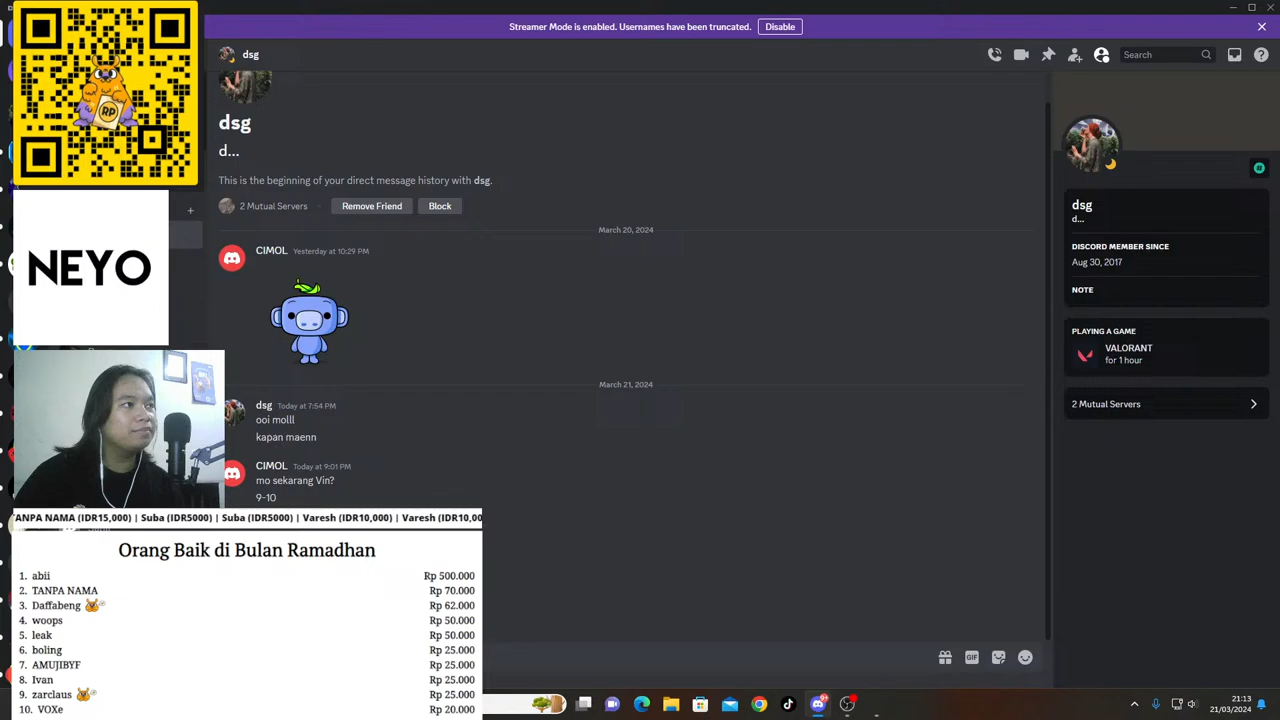 Streamer Mode is enabled. Usernames have been truncated.
Disable
dsg
Search
RP
dsg
d...
This is the beginning of your direct message history with dsg.
2 Mutual Servers
Remove Friend
Block
March 20, 2024
CIMOL Yesterday at 10:29 PM
March 21, 2024
dsg Today at 7:54 PM
ooi molll
kapan maenn
CIMOL Today at 9:01 PM
mo sekarang Vin?
9-10
NEYO
dsg
d...
DISCORD MEMBER SINCE
Aug 30, 2017
NOTE
PLAYING A GAME
VALORANT
for 1 hour
2 Mutual Servers
TANPA NAMA (IDR15,000) | Suba (IDR5000) | Suba (IDR5000) | Varesh (IDR10,000) | Varesh (IDR10,00
Orang Baik di Bulan Ramadhan
1. abii Rp 500.000
2. TANPA NAMA Rp 70.000
3. Daffabeng Rp 62.000
4. woops Rp 50.000
5. leak Rp 50.000
6. boling Rp 25.000
7. AMUJIBYF Rp 25.000
8. Ivan Rp 25.000
9. zarclaus Rp 25.000
10. VOXe Rp 20.000
GIF
21:13
21/03/2024